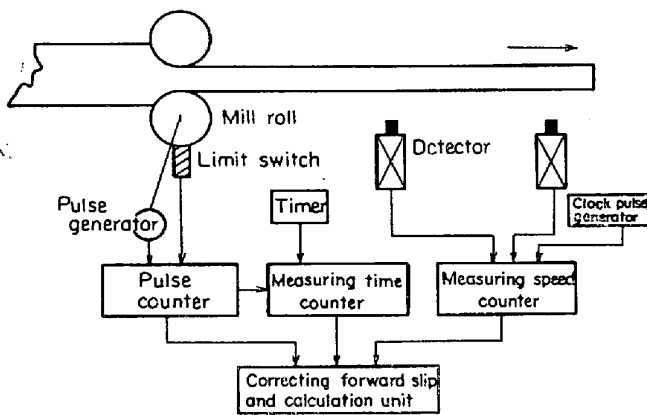 Mill roll
Limit switch
Dctector
Pulse
generator
Timer
Clock pulse
generator
Pulse
counter
Measuring time
counter
Measuring speed
counter
Correcting forward slip
and calculation unit